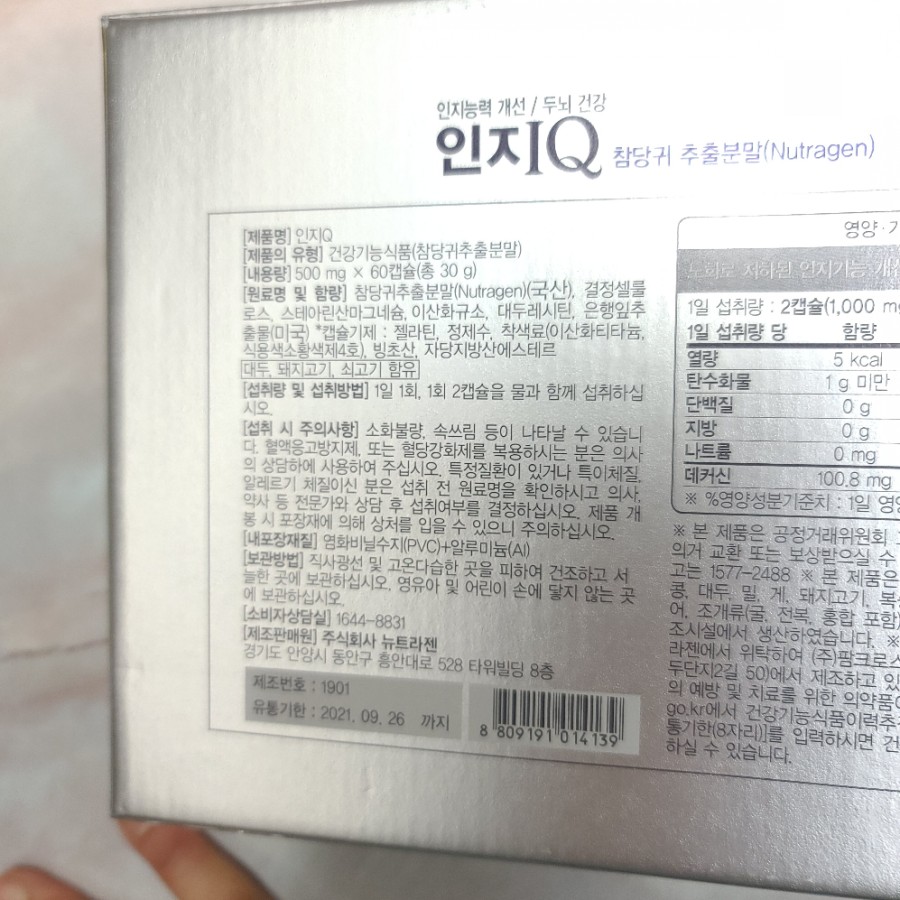 인지능력 개선 / 두뇌 건강
인지IQ 참당귀 추출분말(Nutragen)
[제품명] 인지Q
[제품의 유형] 건강기능식품(참당귀추출분말)
[내용량] 500 mg × 60캡슐(총 30 g)
[원료명 및 함량] 참당귀추출분말(Nutragen)(국산), 결정셀룰
로스, 스테아린산마그네슘, 이산화규소, 대두레시틴, 은행잎추
출물(미국) *캡슐기제 : 젤라틴, 정제수, 착색료(이산화티타늄,
식용색소황색제4호), 빙초산, 자당지방산에스테르
대두, 돼지고기, 쇠고기 함유
[섭취량 및 섭취방법] 1일 1회, 1회 2캡슐을 물과 함께 섭취하십
시오.
[섭취 시 주의사항] 소화불량, 속쓰림 등이 나타날 수 있습니
다. 혈액응고방지제, 또는 혈당강화제를 복용하시는 분은 의사
의 상담하에 사용하여 주십시오. 특정질환이 있거나 특이체질,
알레르기 체질이신 분은 섭취 전 원료명을 확인하시고 의사,
약사 등 전문가와 상담 후 섭취여부를 결정하십시오. 제품 개
봉 시 포장재에 의해 상처를 입을 수 있으니 주의하십시오.
[내포장재질] 염화비닐수지(PVC)+알루미늄(Al)
[보관방법] 직사광선 및 고온다습한 곳을 피하여 건조하고 서
늘한 곳에 보관하십시오. 영유아 및 어린이 손에 닿지 않는 곳
에 보관하십시오.
[소비자상담실] 1644-8831
[제조판매원] 주식회사 뉴트라젠
경기도 안양시 동안구 흥안대로 528 타워빌딩 8층
제조번호 : 1901
유통기한 : 2021. 09. 26 까지
8 809191 014139
영양·기
노화로 저하된 인지기능 개
1일 섭취량 : 2캡슐(1,000 m
1일 섭취량 당 함량
열량 5 kcal
탄수화물 1 g 미만
단백질 0 g
지방 0 g
나트륨 0 mg
데커신 100.8 mg
※ %영양성분기준치 : 1일 영양
※ 본 제품은 공정거래위원회
의거 교환 또는 보상받으실 수
고는 1577-2488 ※ 본 제품은
콩, 대두, 밀, 게, 돼지고기, 복
어, 조개류(굴, 전복, 홍합 포함)
조시설에서 생산하였습니다. ※
라젠에서 위탁하여 (주)팜크로스
두단지2길 50)에서 제조하고 있
의 예방 및 치료를 위한 의약품이
go.kr에서 건강기능식품이력추
통기한(8자리)]를 입력하시면 건
하실 수 있습니다.